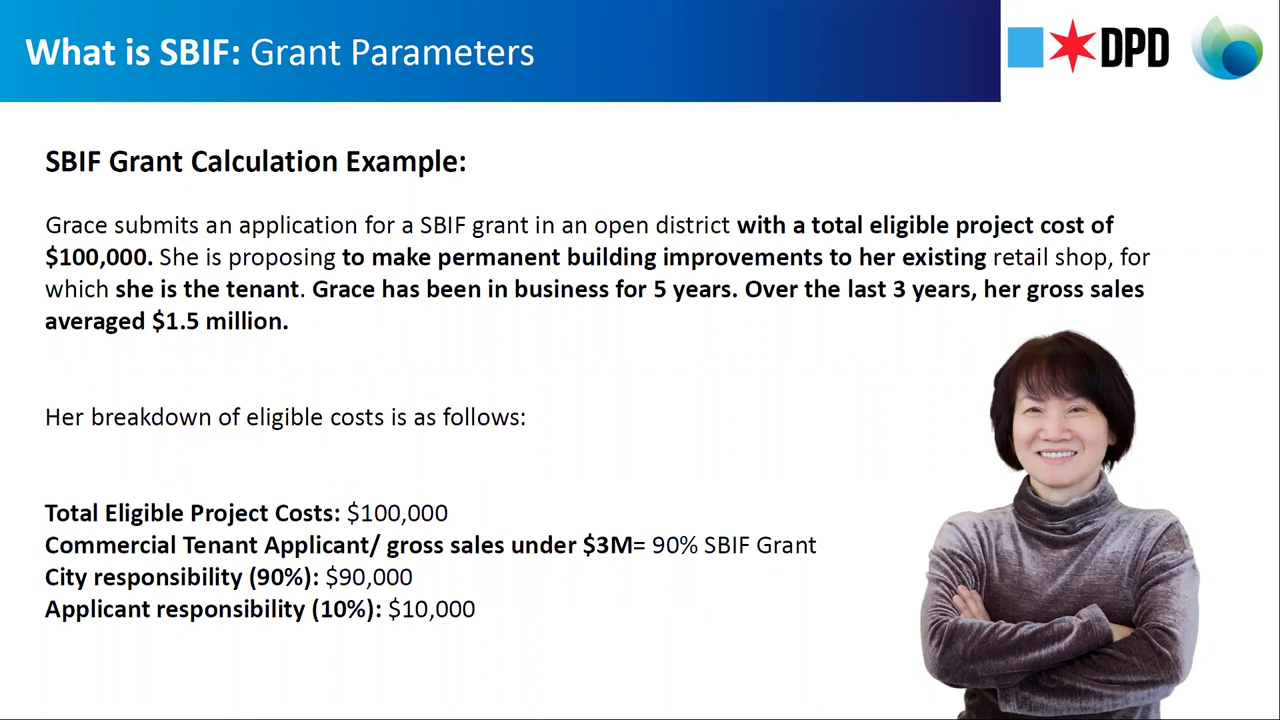 What is SBIF: Grant Parameters
DPD
SBIF Grant Calculation Example:
Grace submits an application for a SBIF grant in an open district with a total eligible project cost of
$100,000. She is proposing to make permanent building improvements to her existing retail shop, for
which she is the tenant. Grace has been in business for 5 years. Over the last 3 years, her gross sales
averaged $1.5 million.
Her breakdown of eligible costs is as follows:
Total Eligible Project Costs: $100,000
Commercial Tenant Applicant/ gross sales under $3M= 90% SBIF Grant
City responsibility (90%): $90,000
Applicant responsibility (10%): $10,000